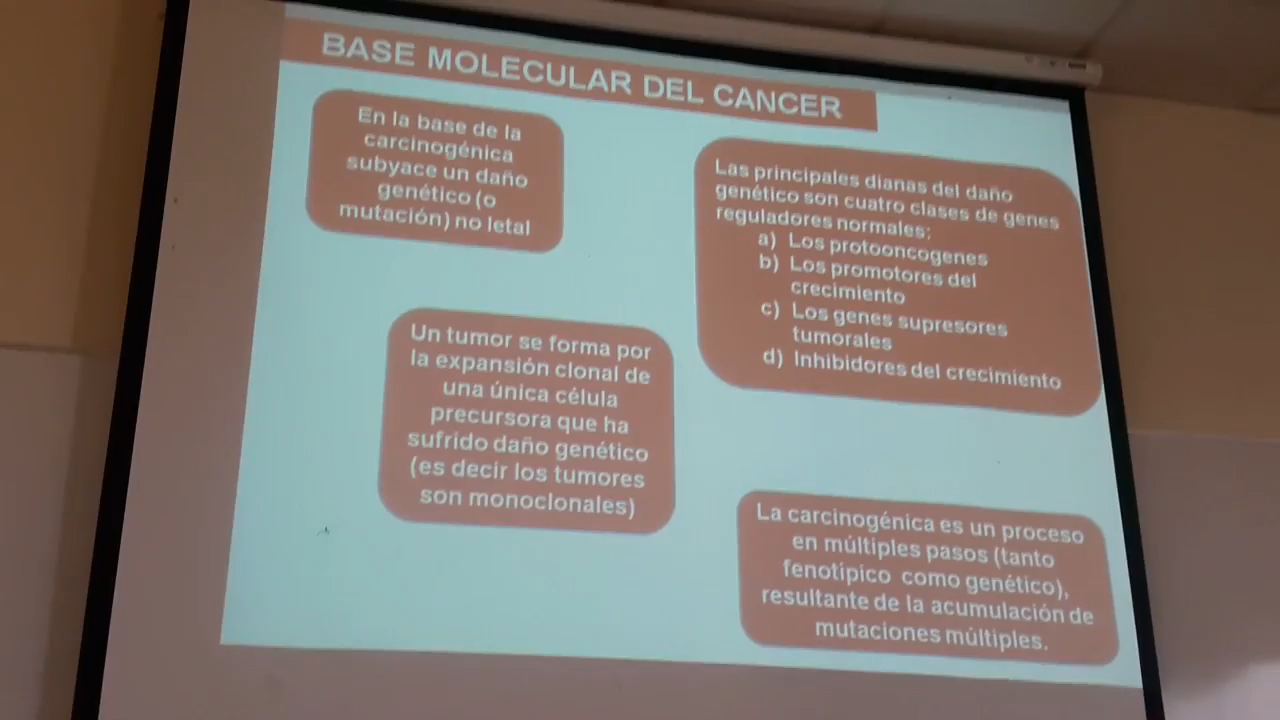 BASE MOLECULAR DEL CANCER
En la base de la
carcinogénica
subyace un daño
genético (o
mutación) no letal
Las principales dianas del daño
genético son cuatro clases de genes
reguladores normales:
a) Los protooncogenes
b) Los promotores del
crecimiento
c) Los genes supresores
tumorales
d) Inhibidores del crecimiento
Un tumor se forma por
la expansión clonal de
una única célula
precursora que ha
sufrido daño genético
(es decir los tumores
son monoclonales)
La carcinogénica es un proceso
en múltiples pasos (tanto
fenotípico como genético),
resultante de la acumulación de
mutaciones múltiples.